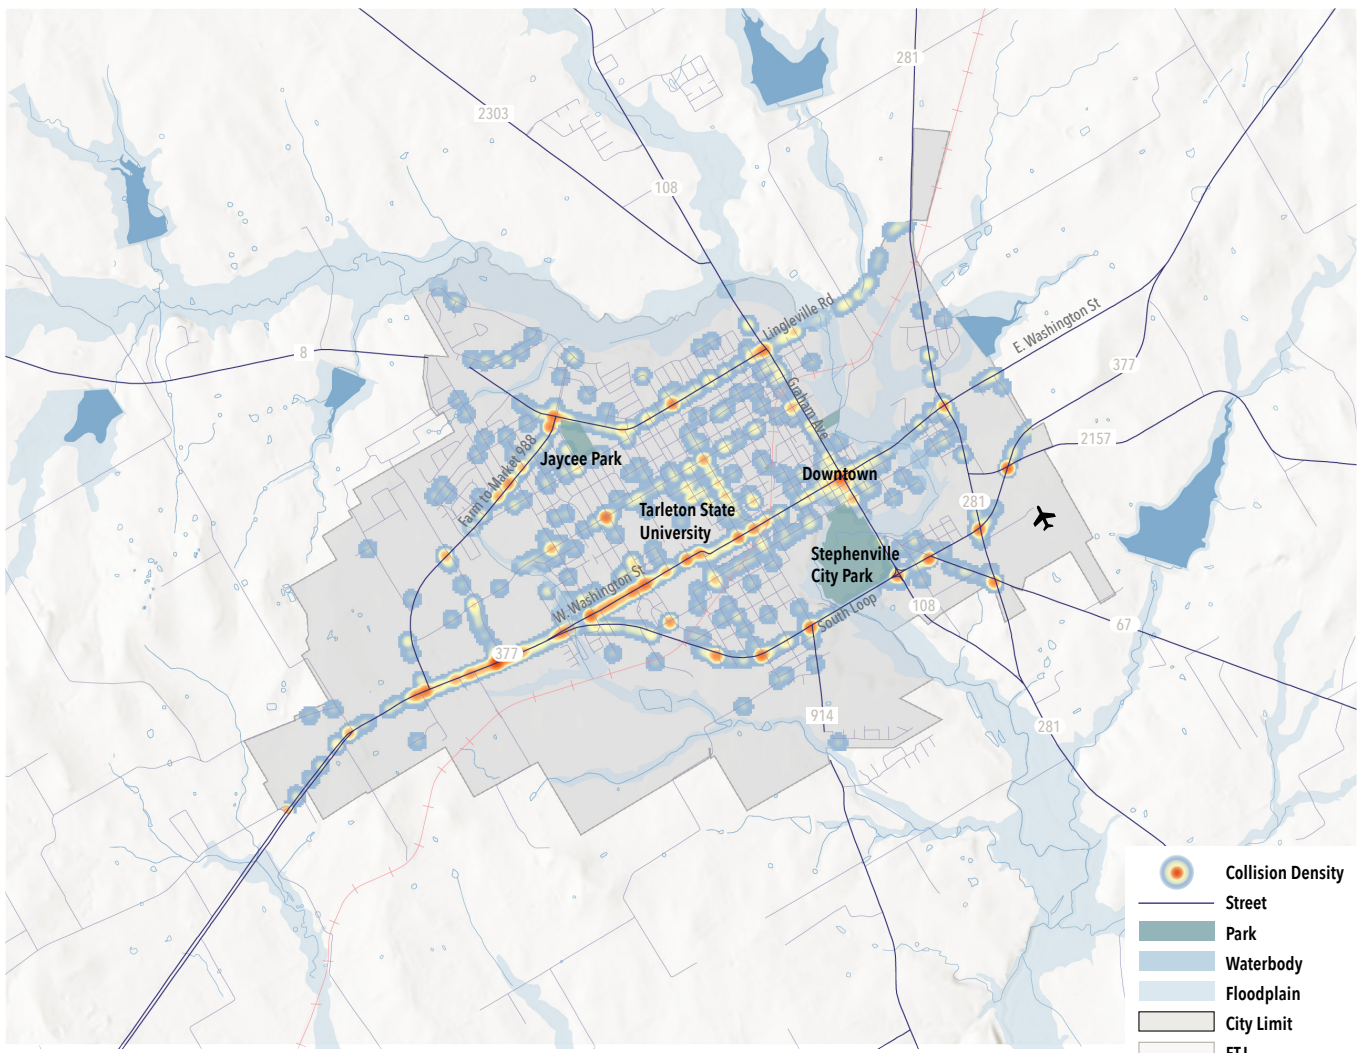 281
2303
108
Lingleville Rd
E. Washington St
8
377
Graham Ave
2157
Farm to Market 988
Jaycee Park
Downtown
281
Tarleton State
University
Stephenville
City Park
W. Washington St
108
South Loop
67
377
914
281
Collision Density
Street
Park
Waterbody
Floodplain
City Limit
ETJ